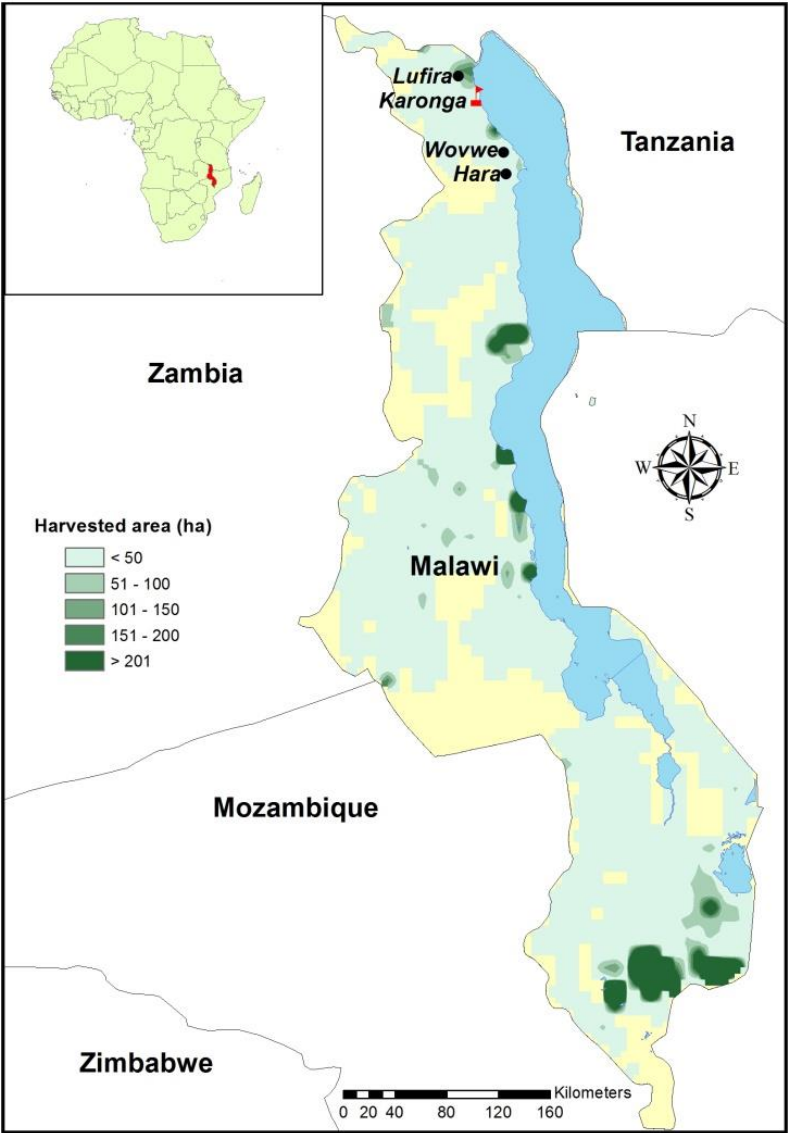 Lufira
Karonga
Tanzania
Wovwe
Hara
Zambia
N
W E
S
Harvested area (ha)
< 50
51 - 100
101 - 150
151 - 200
> 201
Malawi
Mozambique
Zimbabwe
Kilometers
0 20 40 80 120 160